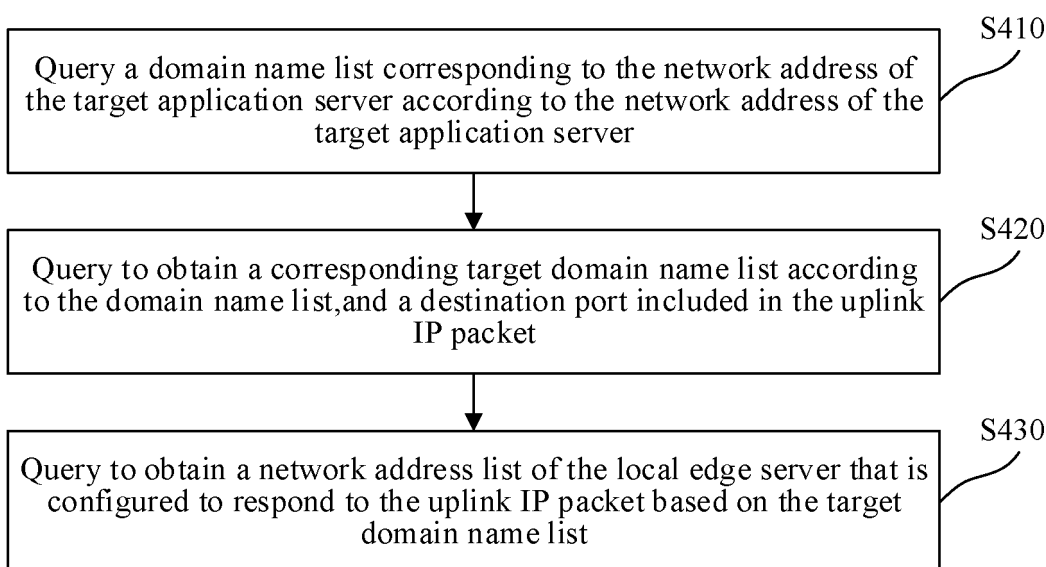 S410
Query a domain name list corresponding to the network address of
the target application server according to the network address of the
target application server
S420
Query to obtain a corresponding target domain name list according
to the domain name list,and a destination port included in the uplink
IP packet
S430
Query to obtain a network address list of the local edge server that is
configured to respond to the uplink IP packet based on the target
domain name list